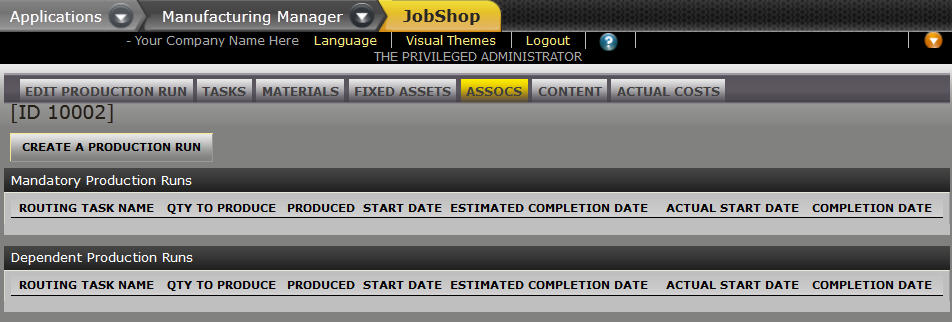 Applications Manufacturing Manager JobShop
- Your Company Name Here Language Visual Themes Logout ?
THE PRIVILEGED ADMINISTRATOR
EDIT PRODUCTION RUN TASKS MATERIALS FIXED ASSETS ASSOCS CONTENT ACTUAL COSTS
[ID 10002]
CREATE A PRODUCTION RUN
Mandatory Production Runs
ROUTING TASK NAME QTY TO PRODUCE PRODUCED START DATE ESTIMATED COMPLETION DATE ACTUAL START DATE COMPLETION DATE
Dependent Production Runs
ROUTING TASK NAME QTY TO PRODUCE PRODUCED START DATE ESTIMATED COMPLETION DATE ACTUAL START DATE COMPLETION DATE